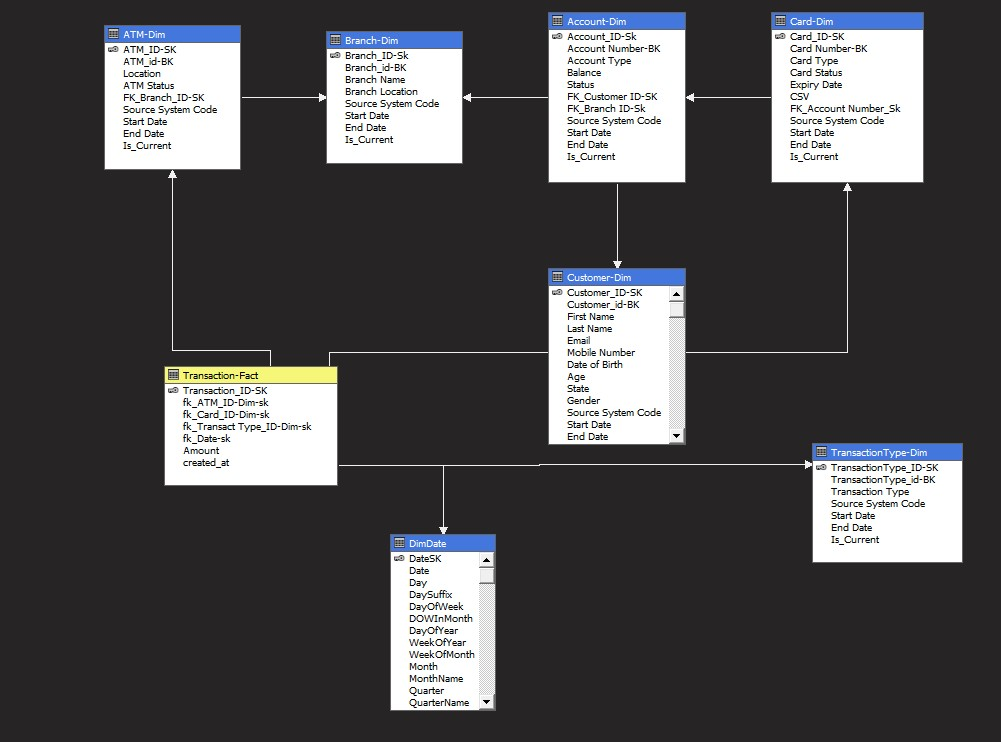 ATM-Dim
ATM_ID-SK
ATM_id-BK
Location
ATM Status
FK_Branch_ID-SK
Source System Code
Start Date
End Date
Is_Current
Branch-Dim
Branch_ID-Sk
Branch_id-BK
Branch Name
Branch Location
Source System Code
Start Date
End Date
Is_Current
Account-Dim
Account_ID-Sk
Account Number-BK
Account Type
Balance
Status
FK_Customer ID-SK
FK_Branch ID-Sk
Source System Code
Start Date
End Date
Is_Current
Card-Dim
Card_ID-SK
Card Number-BK
Card Type
Card Status
Expiry Date
CSV
FK_Account Number_Sk
Source System Code
Start Date
End Date
Is_Current
Customer-Dim
Customer_ID-SK
Customer_id-BK
First Name
Last Name
Email
Mobile Number
Date of Birth
Age
State
Gender
Source System Code
Start Date
End Date
Transaction-Fact
Transaction_ID-SK
fk_ATM_ID-Dim-sk
fk_Card_ID-Dim-sk
fk_Transact Type_ID-Dim-sk
fk_Date-sk
Amount
created_at
TransactionType-Dim
TransactionType_ID-SK
TransactionType_id-BK
Transaction Type
Source System Code
Start Date
End Date
Is_Current
DimDate
DateSK
Date
Day
DaySuffix
DayOfWeek
DOWInMonth
DayOfYear
WeekOfYear
WeekOfMonth
Month
MonthName
Quarter
QuarterName